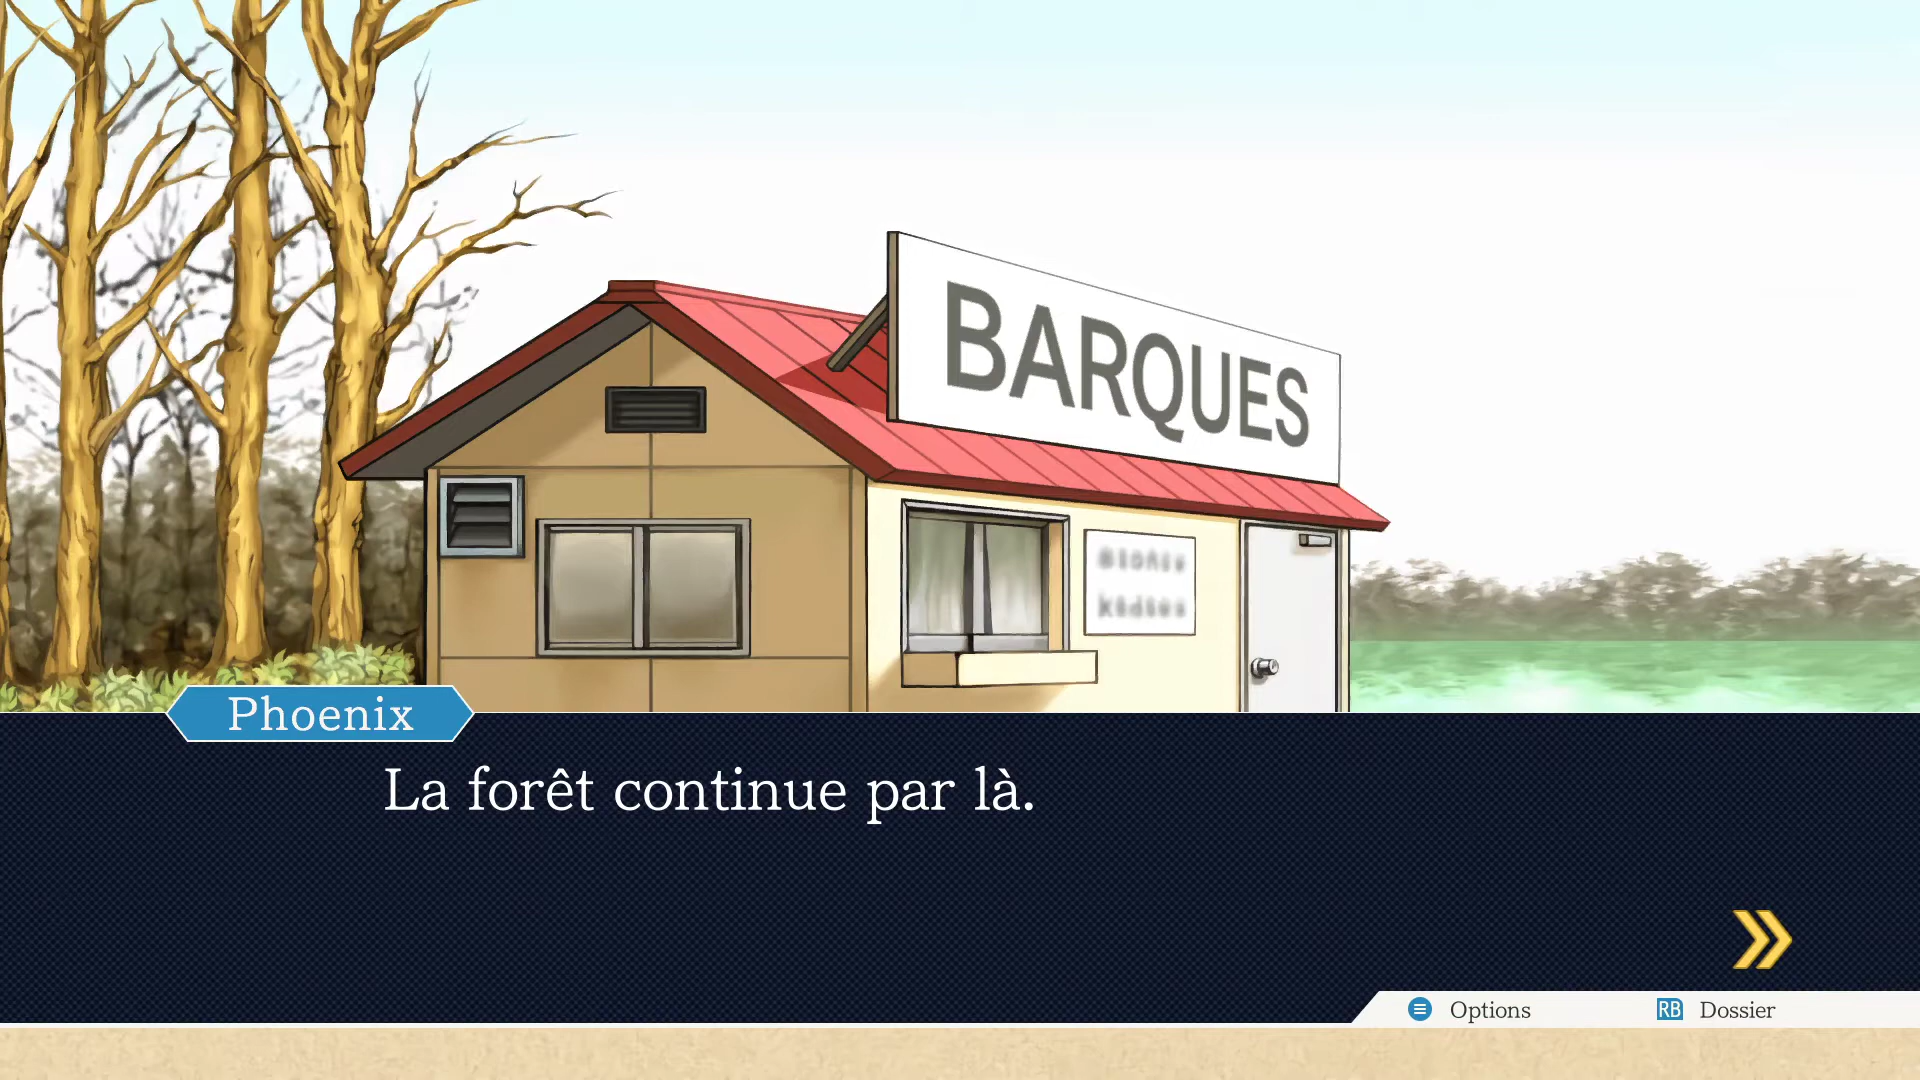 BARQUES
Phoenix
La forêt continue par là.
Options
RB Dossier